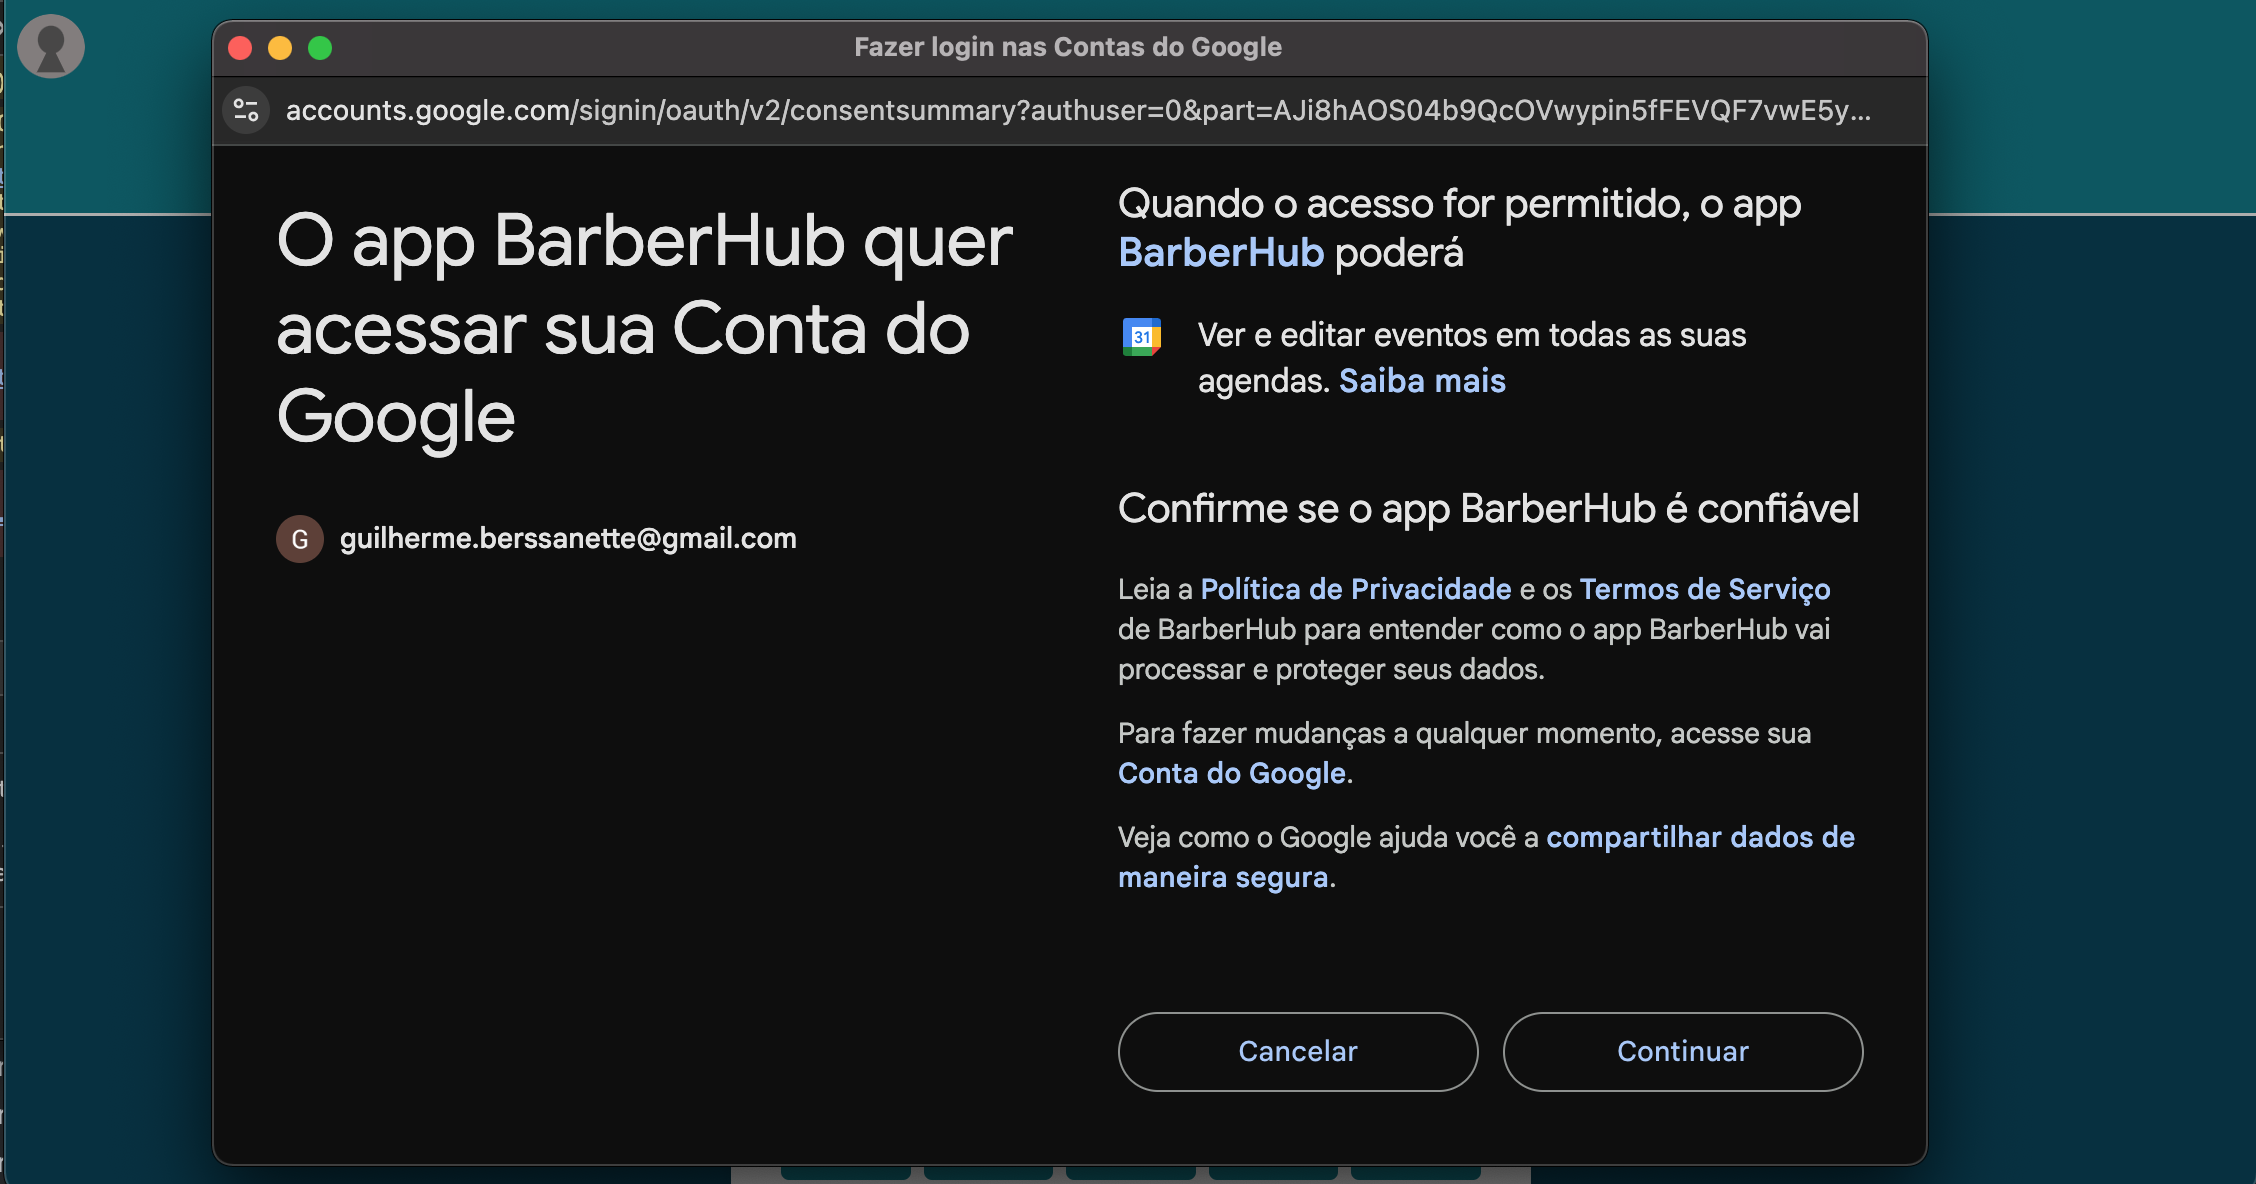 Fazer login nas Contas do Google
accounts.google.com/signin/oauth/v2/consentsummary?authuser=0&part=AJi8hAOS04b9QcOVwypin5fFEVQF7vwE5y...
O app BarberHub quer
acessar sua Conta do
Google
G guilherme.berssanette@gmail.com
Quando o acesso for permitido, o app
BarberHub poderá
31
Ver e editar eventos em todas as suas
agendas. Saiba mais
Confirme se o app BarberHub é confiável
Leia a Política de Privacidade e os Termos de Serviço
de BarberHub para entender como o app BarberHub vai
processar e proteger seus dados.
Para fazer mudanças a qualquer momento, acesse sua
Conta do Google.
Veja como o Google ajuda você a compartilhar dados de
maneira segura.
Cancelar
Continuar